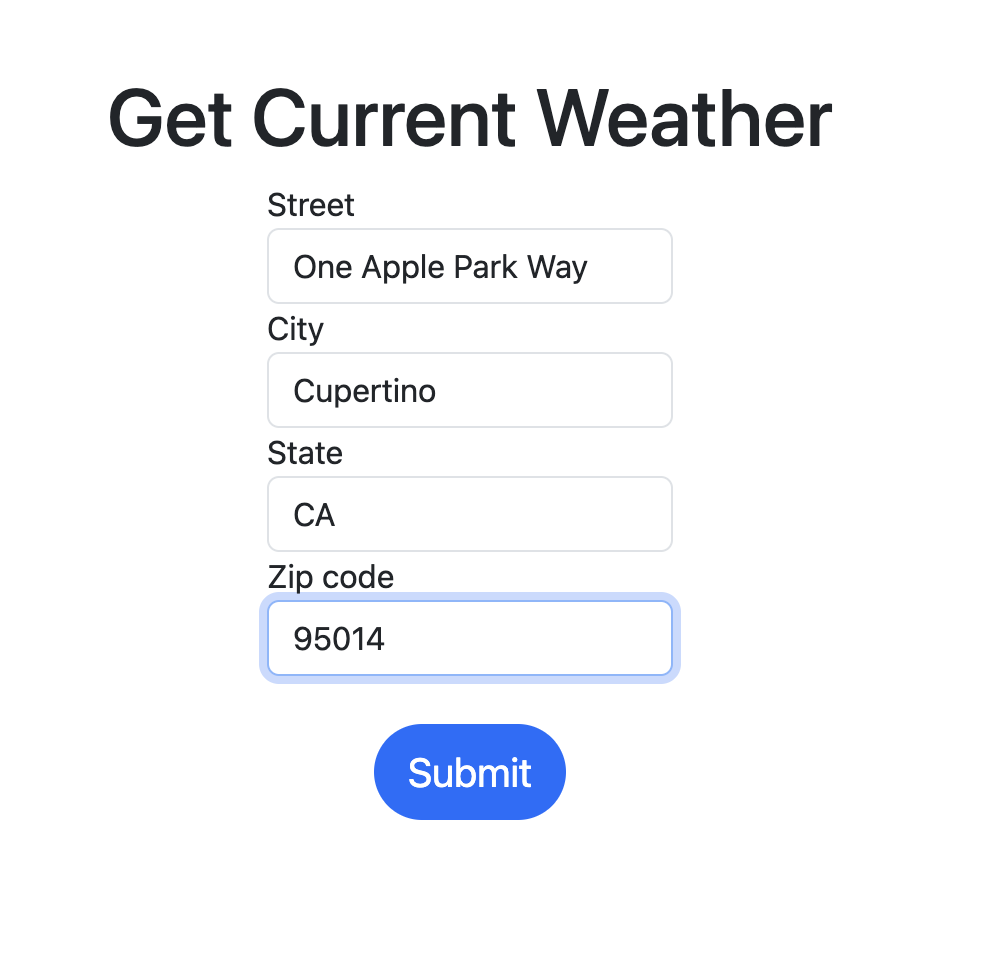 Get Current Weather
Street
One Apple Park Way
City
Cupertino
State
CA
Zip code
95014
Submit